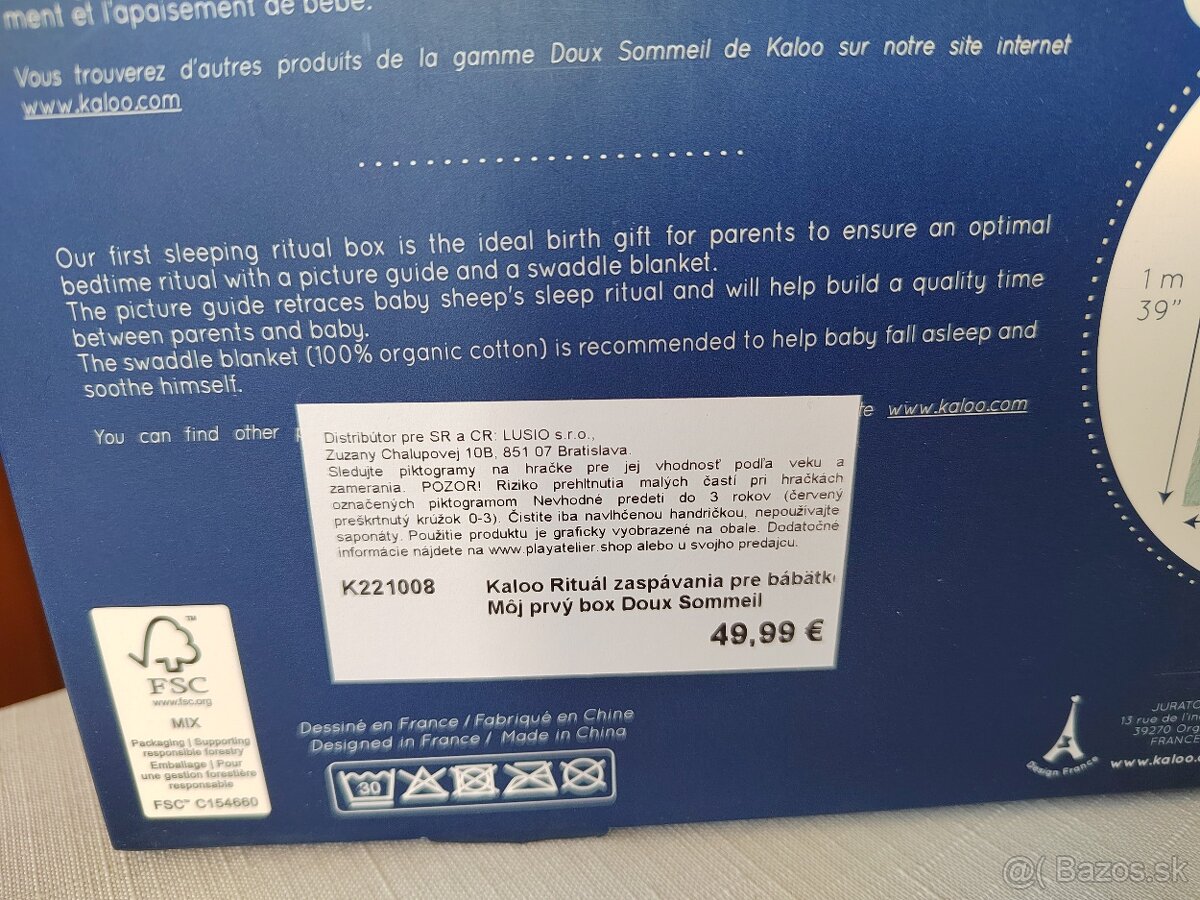 ment et l'apaisement de bébé.
Vous trouverez d'autres produits de la gamme Doux Sommeil de Kaloo sur notre site internet
www.kaloo.com
Our first sleeping ritual box is the ideal birth gift for parents to ensure an optimal
bedtime ritual with a picture guide and a swaddle blanket.
The picture guide retraces baby sheep's sleep ritual and will help build a quality time
between parents and baby.
The swaddle blanket (100% organic cotton) is recommended to help baby fall asleep and
soothe himself.
You can find other
www.kaloo.com
1 m
39"
Distribútor pre SR a CR: LUSIO s.r.o.,
Zuzany Chalupovej 10B, 851 07 Bratislava.
Sledujte piktogramy na hračke pre jej vhodnosť podľa veku a
zamerania. POZOR! Riziko prehltnutia malých častí pri hračkách
označených piktogramom Nevhodné predeti do 3 rokov (červený
preškrtnutý krúžok 0-3). Čistite iba navlhčenou handričkou, nepoužívajte
saponáty. Použitie produktu je graficky vyobrazené na obale. Dodatočné
informácie nájdete na www.playatelier.shop alebo u svojho predajcu.
K221008 Kaloo Rituál zaspávania pre bábätk
Môj prvý box Doux Sommeil
49,99 €
FSC
www.fsc.org
MIX
Packaging | Supporting
responsible forestry
Emballage | Pour
une gestion forestière
responsable
FSC™ C154660
Dessiné en France / Fabriqué en Chine
Designed in France / Made in China
30
Design France
JURATO
13 rue de l'in
39270 Org
FRANCE
www.kaloo.c
@( Bazos.sk